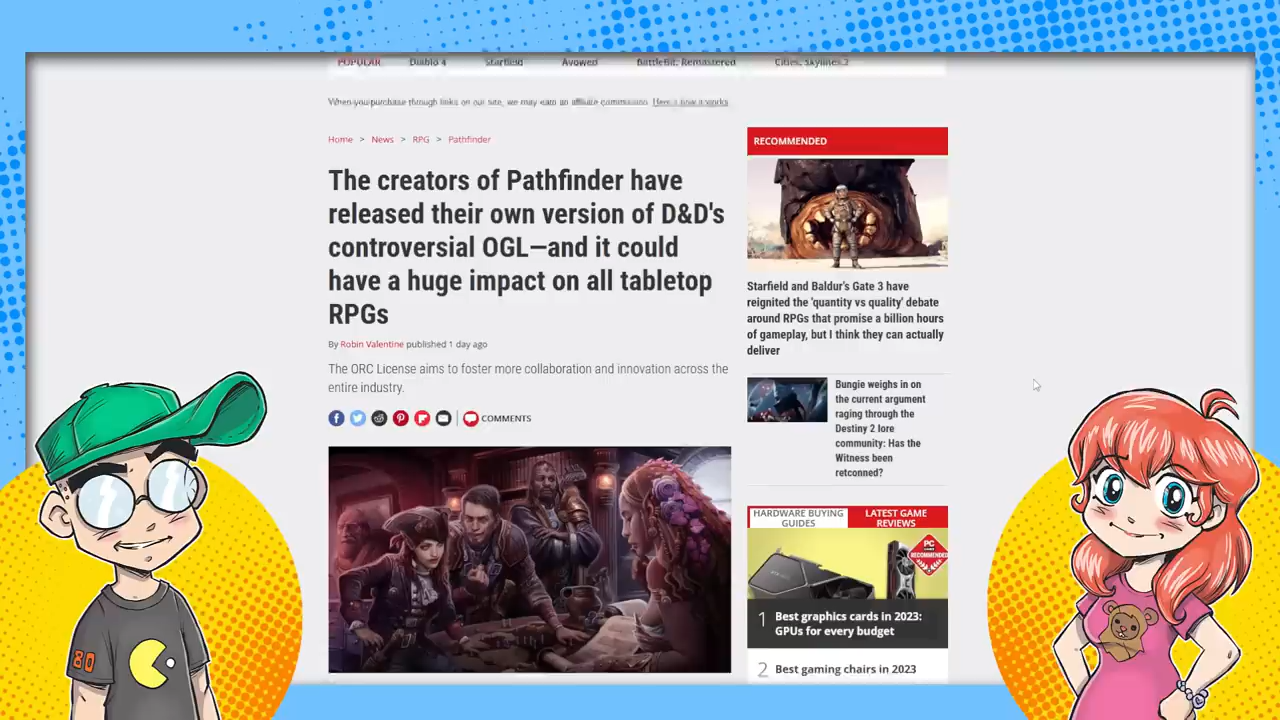 POPULAR Diablo 4 Starfield Avowed BattleBit Remastered Cities, Skylines 2
When you purchase through links on our site, we may earn an affiliate commission. Here's how it works.
Home > News > RPG > Pathfinder
The creators of Pathfinder have
released their own version of D&D's
controversial OGL—and it could
have a huge impact on all tabletop
RPGs
By Robin Valentine published 1 day ago
The ORC License aims to foster more collaboration and innovation across the
entire industry.
COMMENTS
RECOMMENDED
Starfield and Baldur's Gate 3 have
reignited the 'quantity vs quality' debate
around RPGs that promise a billion hours
of gameplay, but I think they can actually
deliver
Bungie weighs in on
the current argument
raging through the
Destiny 2 lore
community: Has the
Witness been
retconned?
HARDWARE BUYING
GUIDES
LATEST GAME
REVIEWS
PC
RECOMMENDED
1 Best graphics cards in 2023:
GPUs for every budget
2 Best gaming chairs in 2023
80